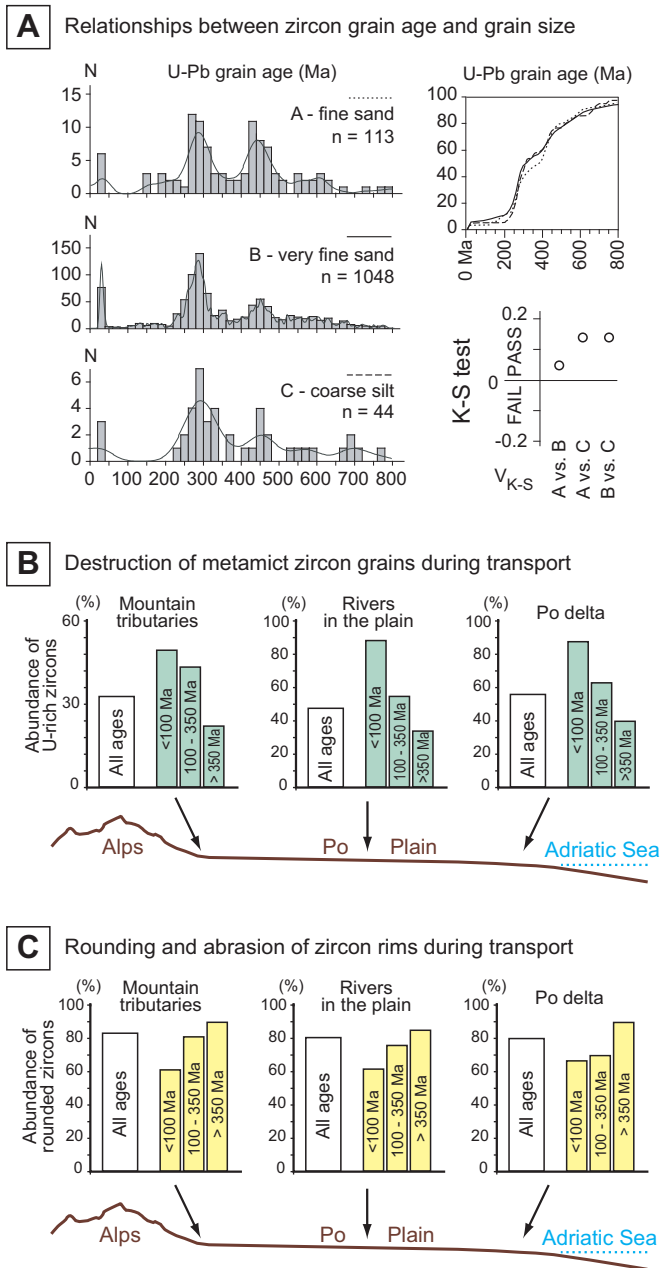 A Relationships between zircon grain age and grain size
N
U-Pb grain age (Ma)
15
10
5
0
A - fine sand
n = 113
N
150
100
50
0
B - very fine sand
n = 1048
N
8
6
4
2
0
C - coarse silt
n = 44
0 100 200 300 400 500 600 700 800
U-Pb grain age (Ma)
100
80
60
40
20
0
0 Ma
200
400
600
800
K-S test
FAIL PASS
0.2
0
-0.2
V K-S
A vs. B
A vs. C
B vs. C
B Destruction of metamict zircon grains during transport
Abundance of
U-rich zircons
(%)
Mountain
tributaries
60
30
0
All ages
<100 Ma
100 - 350 Ma
> 350 Ma
(%)
Rivers
in the plain
100
80
60
40
20
0
All ages
<100 Ma
100 - 350 Ma
>350 Ma
(%)
Po delta
100
80
60
40
20
0
All ages
<100 Ma
100 - 350 Ma
>350 Ma
Alps Po Plain Adriatic Sea
C Rounding and abrasion of zircon rims during transport
Abundance of
rounded zircons
(%)
Mountain
tributaries
100
80
60
40
20
0
All ages
<100 Ma
100 - 350 Ma
> 350 Ma
(%)
Rivers
in the plain
100
80
60
40
20
0
All ages
<100 Ma
100 - 350 Ma
> 350 Ma
(%)
Po delta
100
80
60
40
20
0
All ages
<100 Ma
100 - 350 Ma
> 350 Ma
Alps Po Plain Adriatic Sea